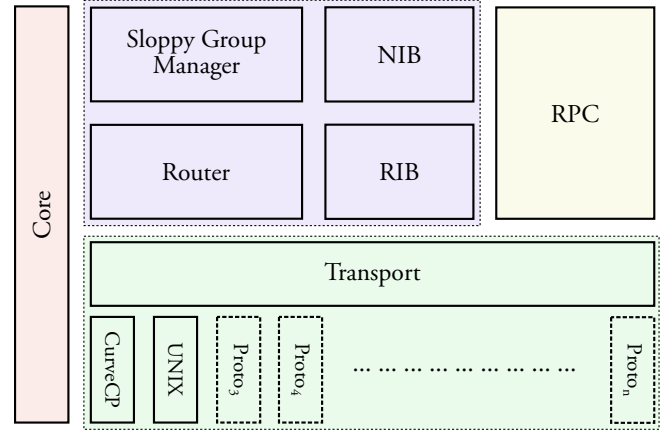 Core
Sloppy Group
Manager
NIB
RPC
Router
RIB
Transport
CurveCP
UNIX
Proto₃
Proto₄
... ... ... ... ... ... ... ... ...
Protoₙ